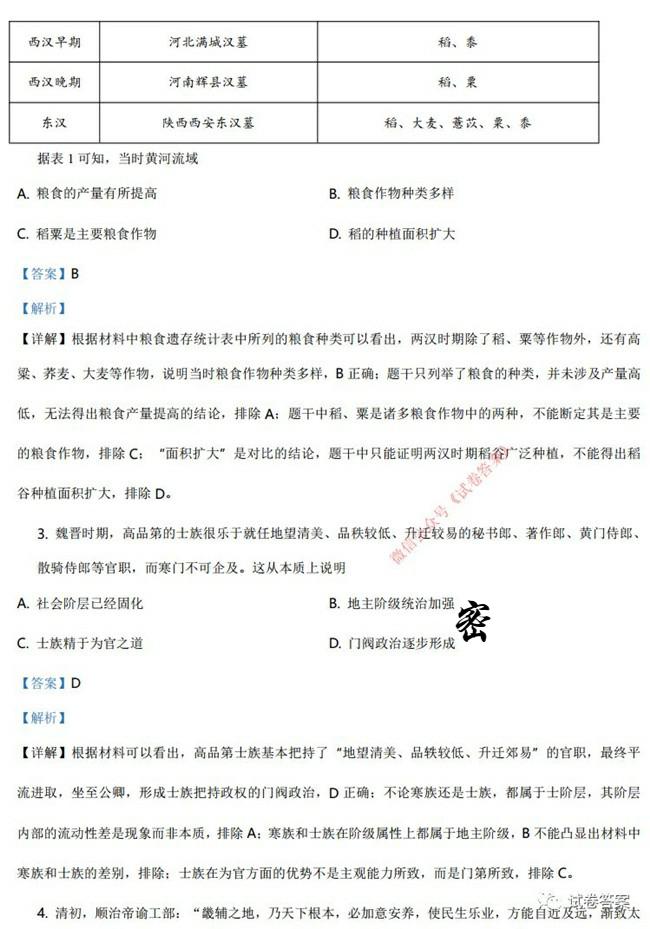 西汉早期 河北满城汉墓 稻、黍
西汉晚期 河南辉县汉墓 稻、粟
东汉 陕西西安东汉墓 稻、大麦、薏苡、粟、黍
据表 1 可知，当时黄河流域
A. 粮食的产量有所提高 B. 粮食作物种类多样
C. 稻粟是主要粮食作物 D. 稻的种植面积扩大
【答案】B
【解析】
【详解】根据材料中粮食遗存统计表中所列的粮食种类可以看出，两汉时期除了稻、粟等作物外，还有高
粱、荞麦、大麦等作物，说明当时粮食作物种类多样，B 正确；题干只列举了粮食的种类，并未涉及产量高
低，无法得出粮食产量提高的结论，排除 A；题干中稻、粟是诸多粮食作物中的两种，不能断定其是主要
的粮食作物，排除 C；“面积扩大”是对比的结论，题干中只能证明两汉时期稻谷广泛种植，不能得出稻
谷种植面积扩大，排除 D。
微信公众号《试卷答案》
3. 魏晋时期，高品第的士族很乐于就任地望清美、品秩较低、升迁较易的秘书郎、著作郎、黄门侍郎、
散骑侍郎等官职，而寒门不可企及。这从本质上说明
A. 社会阶层已经固化 B. 地主阶级统治加强
密
C. 士族精于为官之道 D. 门阀政治逐步形成
【答案】D
【解析】
【详解】根据材料可以看出，高品第士族基本把持了“地望清美、品轶较低、升迁郊易”的官职，最终平
流进取，坐至公卿，形成士族把持政权的门阀政治，D 正确；不论寒族还是士族，都属于士阶层，其阶层
内部的流动性差是现象而非本质，排除 A；寒族和士族在阶级属性上都属于地主阶级，B 不能凸显出材料中
寒族和士族的差别，排除；士族在为官方面的优势不是主观能力所致，而是门第所致，排除 C。
试卷答案
4. 清初，顺治帝谕工部：“畿辅之地，乃天下根本，必加意安养，使民生乐业，方能自近及远，渐致太